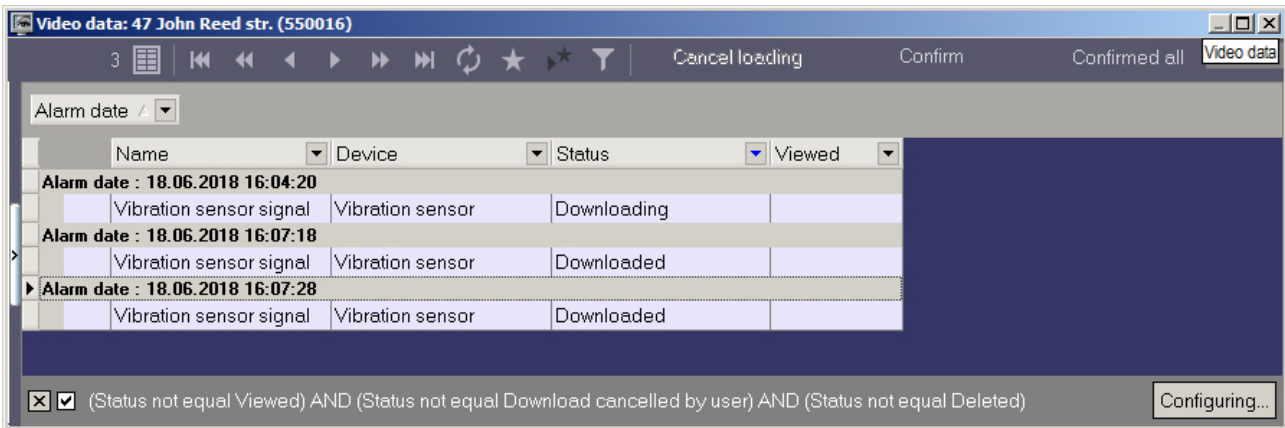 Video data: 47 John Reed str. (550016)
3 Cancel loading Confirm Confirmed all Video data
Alarm date
Name Device Status Viewed
Alarm date : 18.06.2018 16:04:20
Vibration sensor signal Vibration sensor Downloading
Alarm date : 18.06.2018 16:07:18
Vibration sensor signal Vibration sensor Downloaded
Alarm date : 18.06.2018 16:07:28
Vibration sensor signal Vibration sensor Downloaded
(Status not equal Viewed) AND (Status not equal Download cancelled by user) AND (Status not equal Deleted) Configuring...